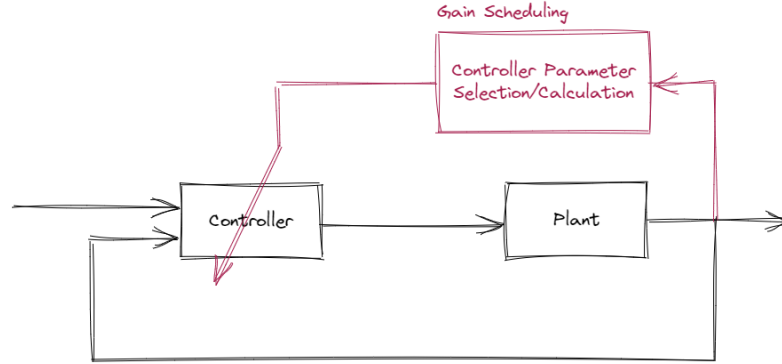 Gain Scheduling
Controller Parameter
Selection/Calculation
Controller
Plant